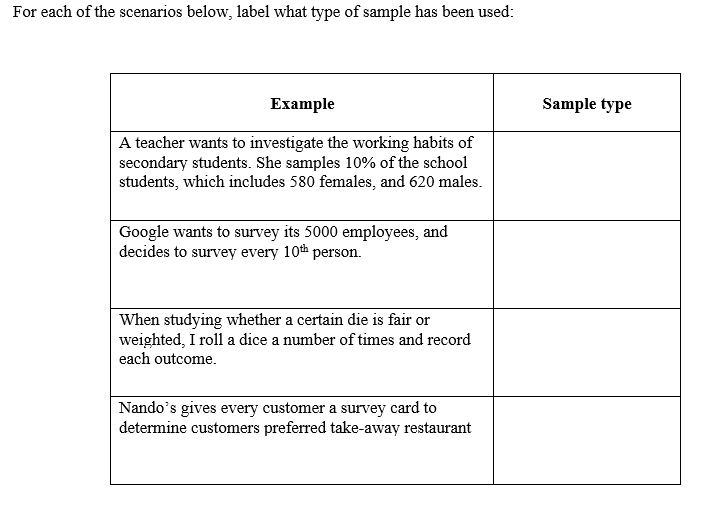 For each of the scenarios below, label what type of sample has been used:
Example
Sample type
A teacher wants to investigate the working habits of
secondary students. She samples 10% of the school
students, which includes 580 females, and 620 males.
Google wants to survey its 5000 employees, and
decides to survey every 10th person.
When studying whether a certain die is fair or
weighted, I roll a dice a number of times and record
each outcome.
Nando’s gives every customer a survey card to
determine customers preferred take-away restaurant